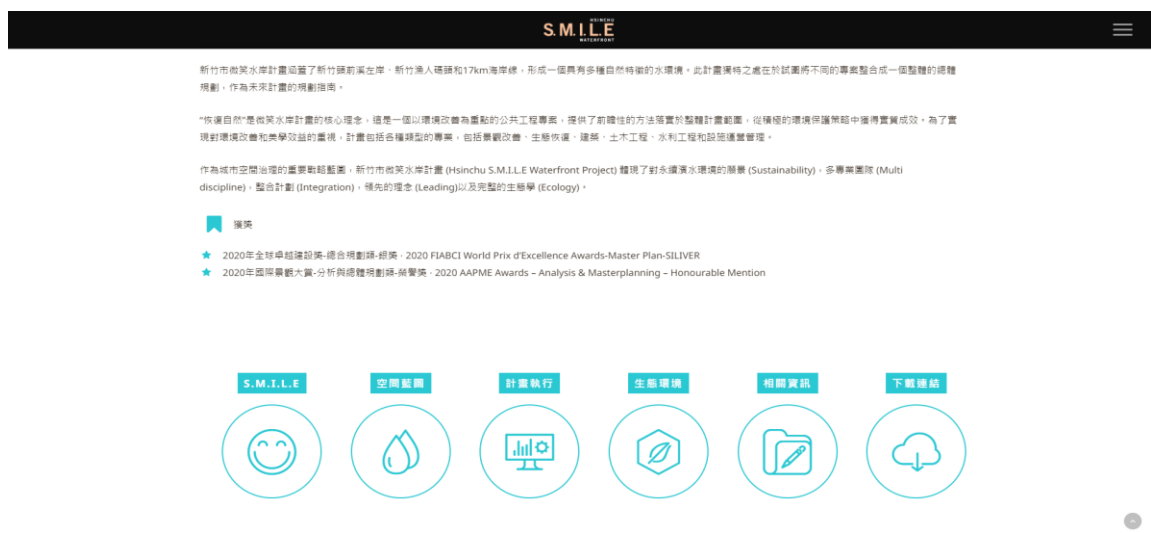 HSINCHU
S.M.I.L.E
WATERFRONT
新竹市微笑水岸計畫涵蓋了新竹頭前溪左岸、新竹漁人碼頭和17km海岸線，形成一個具有多種自然特徵的水環境。此計畫獨特之處在於試圖將不同的專案整合成一個整體的總體
規劃，作為未來計畫的規劃指南。
“恢復自然”是微笑水岸計畫的核心理念，這是一個以環境改善為重點的公共工程專案，提供了前瞻性的方法落實於整體計畫範圍，從積極的環境保護策略中獲得實質成效。為了實
現對環境改善和美學效益的重視，計畫包括各種類型的專業，包括景觀改善、生態恢復、建築、土木工程、水利工程和設施運營管理。
作為城市空間治理的重要戰略藍圖，新竹市微笑水岸計畫 (Hsinchu S.M.I.L.E Waterfront Project) 體現了對永續濱水環境的願景 (Sustainability)，多專業團隊 (Multi
discipline)，整合計劃 (Integration)，領先的理念 (Leading)以及完整的生態學 (Ecology)。
獲獎
2020年全球卓越建設獎-總合規劃類-銀獎 · 2020 FIABCI World Prix d'Excellence Awards-Master Plan-SILIVER
2020年國際景觀大賞-分析與總體規劃類-榮譽獎 · 2020 AAPME Awards – Analysis & Masterplanning – Honourable Mention
S.M.I.L.E 空間藍圖 計畫執行 生態環境 相關資訊 下載連結